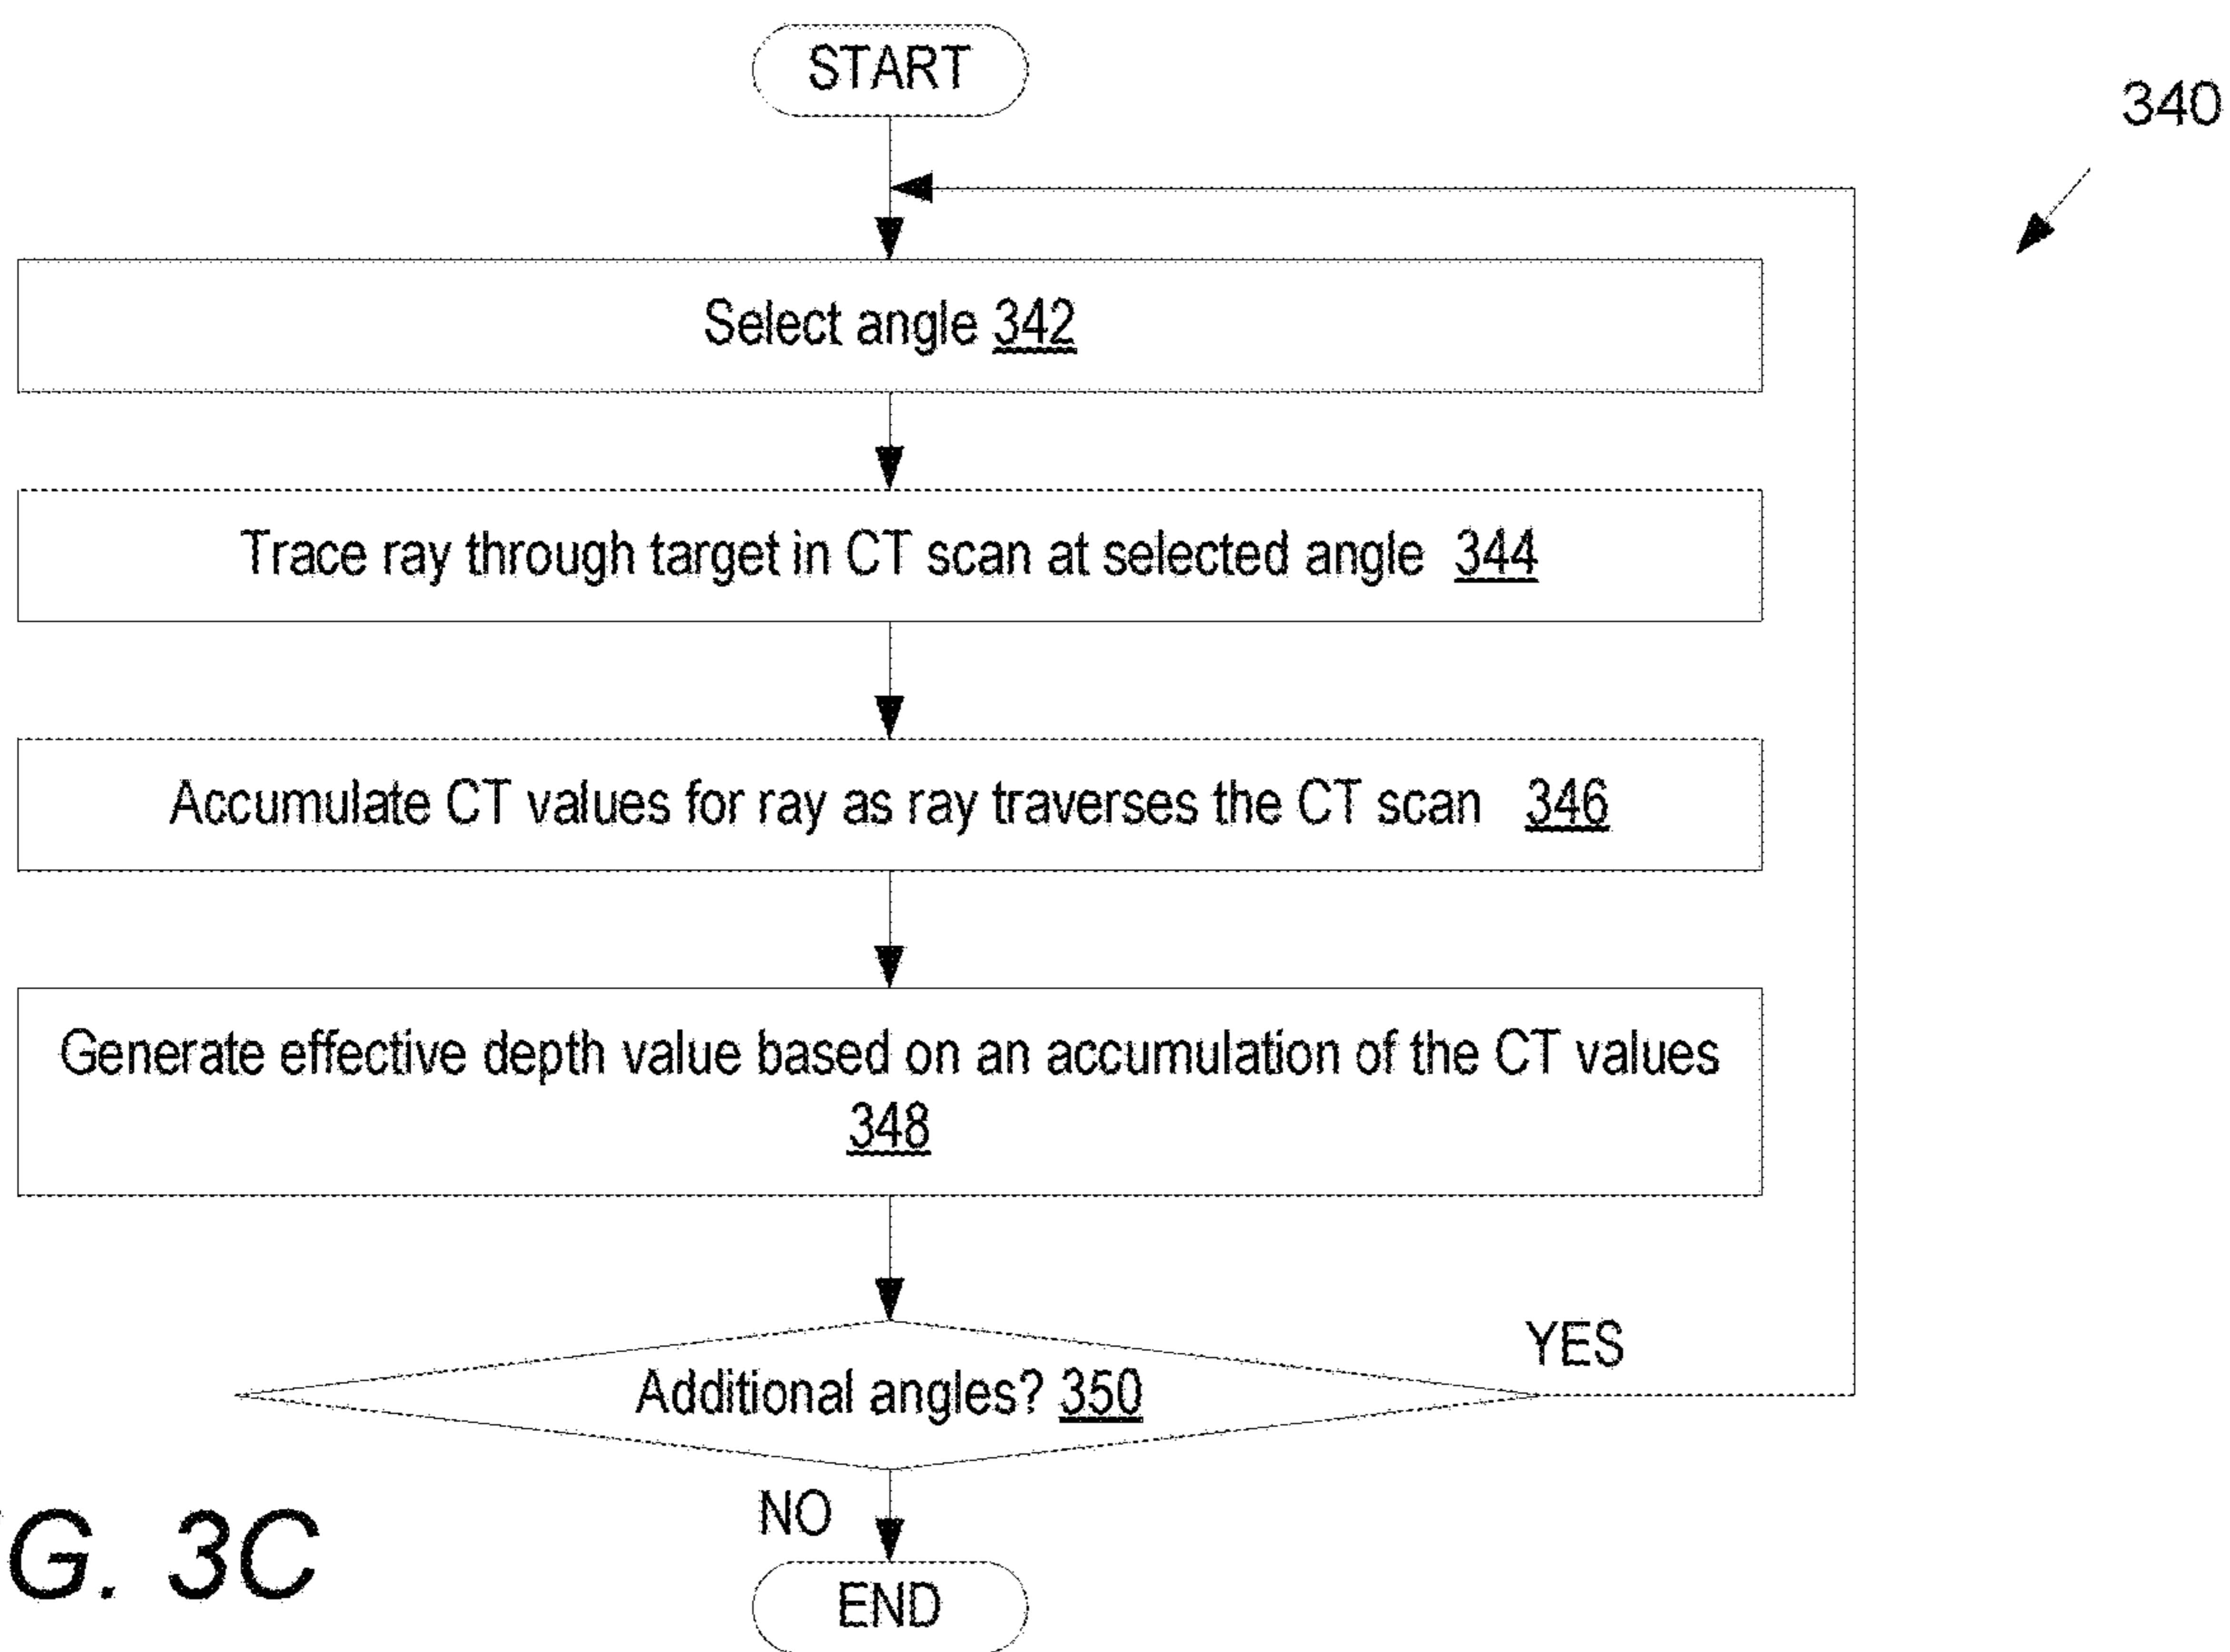 START
340
Select angle 342
Trace ray through target in CT scan at selected angle 344
Accumulate CT values for ray as ray traverses the CT scan 346
Generate effective depth value based on an accumulation of the CT values
348
YES
Additional angles? 350
NO
G. 3C
END